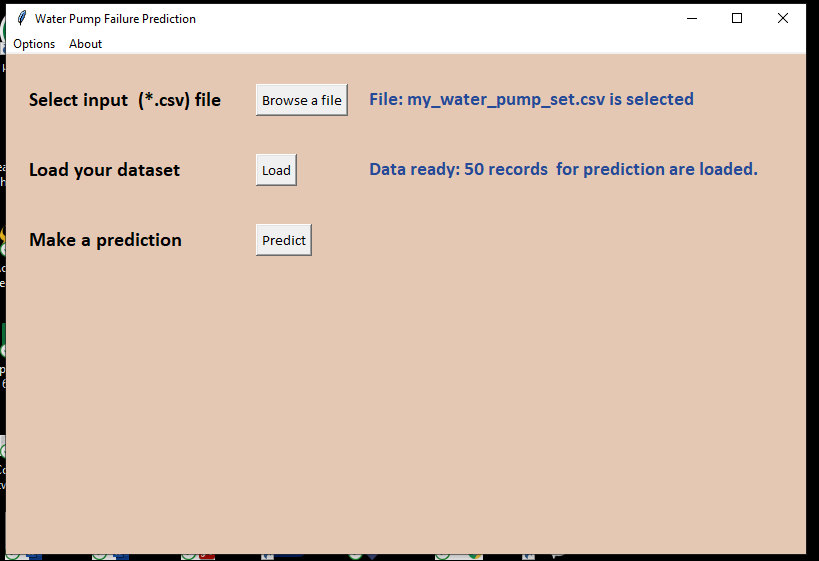 Water Pump Failure Prediction
Options About
Select input (*.csv) file Browse a file File: my_water_pump_set.csv is selected
Load your dataset Load Data ready: 50 records for prediction are loaded.
Make a prediction Predict